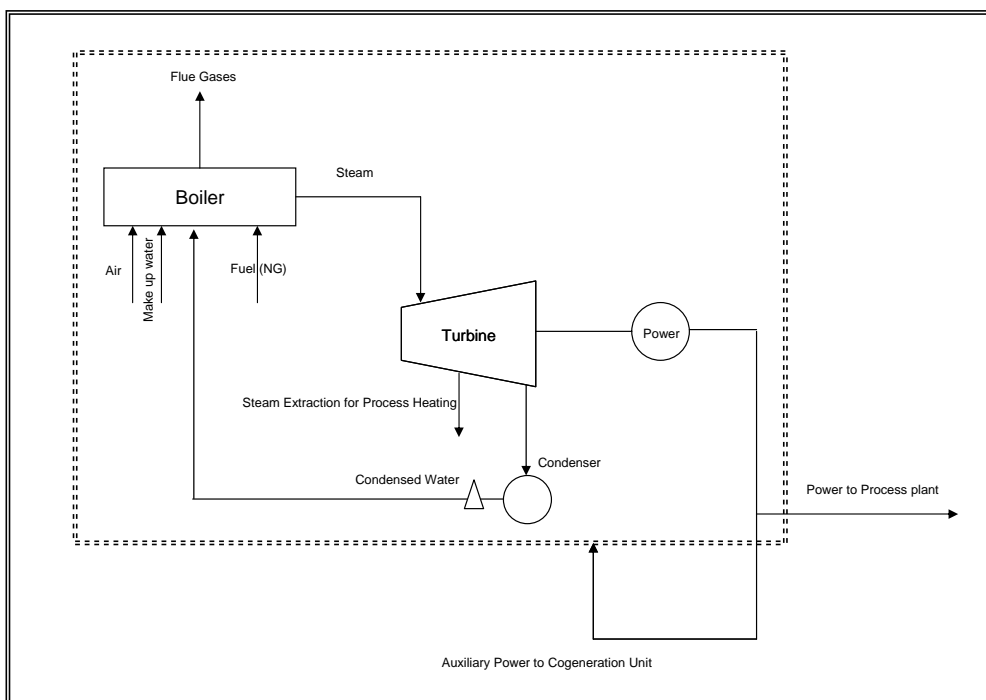 Flue Gases
Steam
Boiler
Air
Make up water
Fuel (NG)
Turbine
Power
Steam Extraction for Process Heating
Condenser
Condensed Water
Power to Process plant
Auxiliary Power to Cogeneration Unit